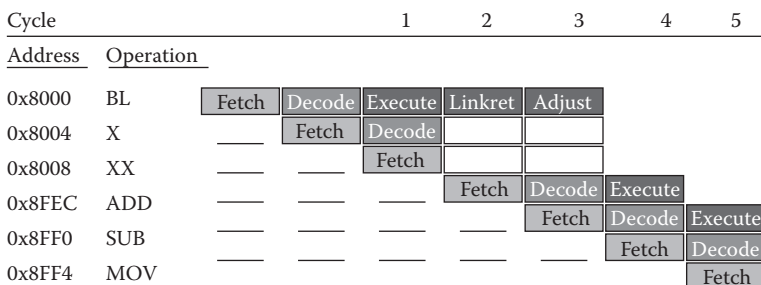 Cycle 1 2 3 4 5
Address Operation
0x8000 BL Fetch Decode Execute Linkret Adjust
0x8004 X Fetch Decode
0x8008 XX Fetch
0x8FEC ADD Fetch Decode Execute
0x8FF0 SUB Fetch Decode Execute
0x8FF4 MOV Fetch Decode
Fetch